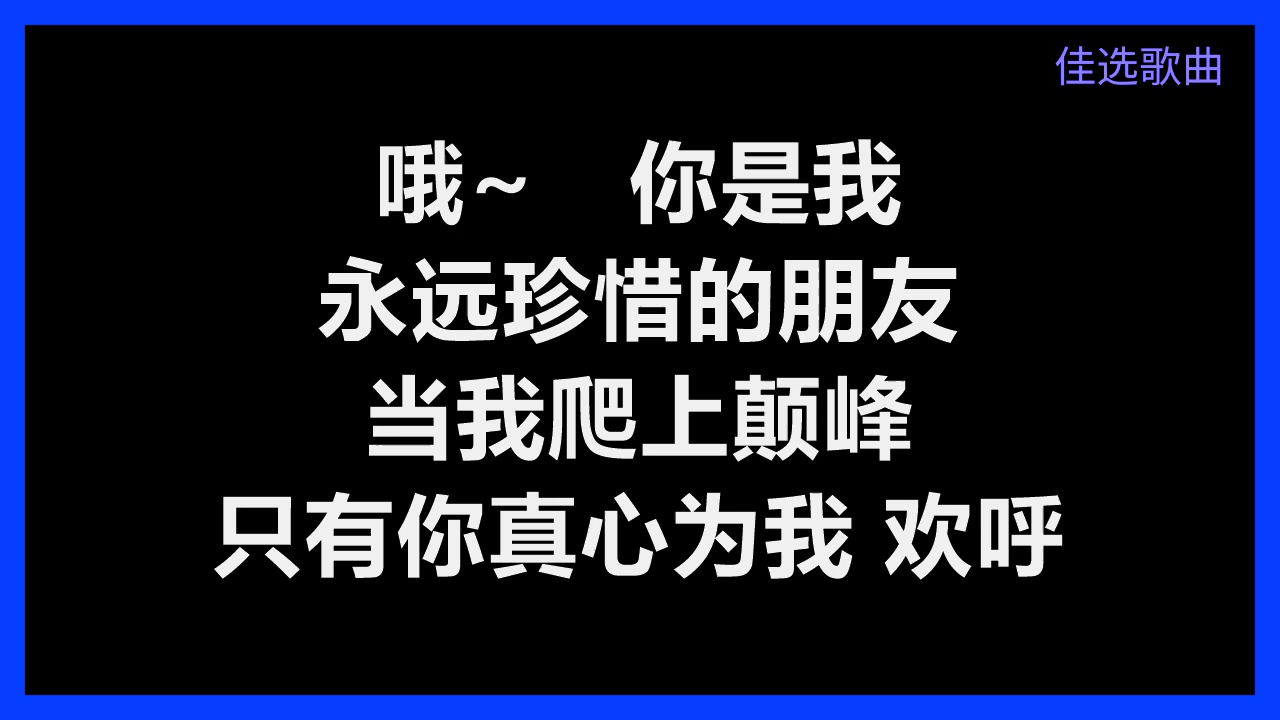 佳选歌曲
哦~ 你是我
永远珍惜的朋友
当我爬上颠峰
只有你真心为我 欢呼